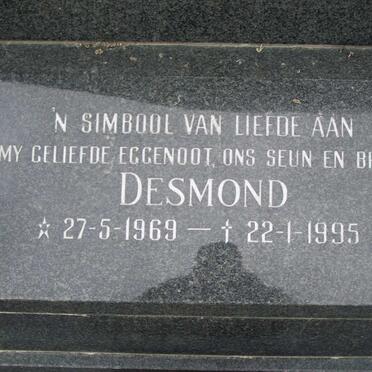 'N SIMBOOL VAN LIEFDE AAN
MY GELIEFDE EGGENOOT, ONS SEUN EN
DESMOND
☆ 27-5-1969 — † 22-1-1995